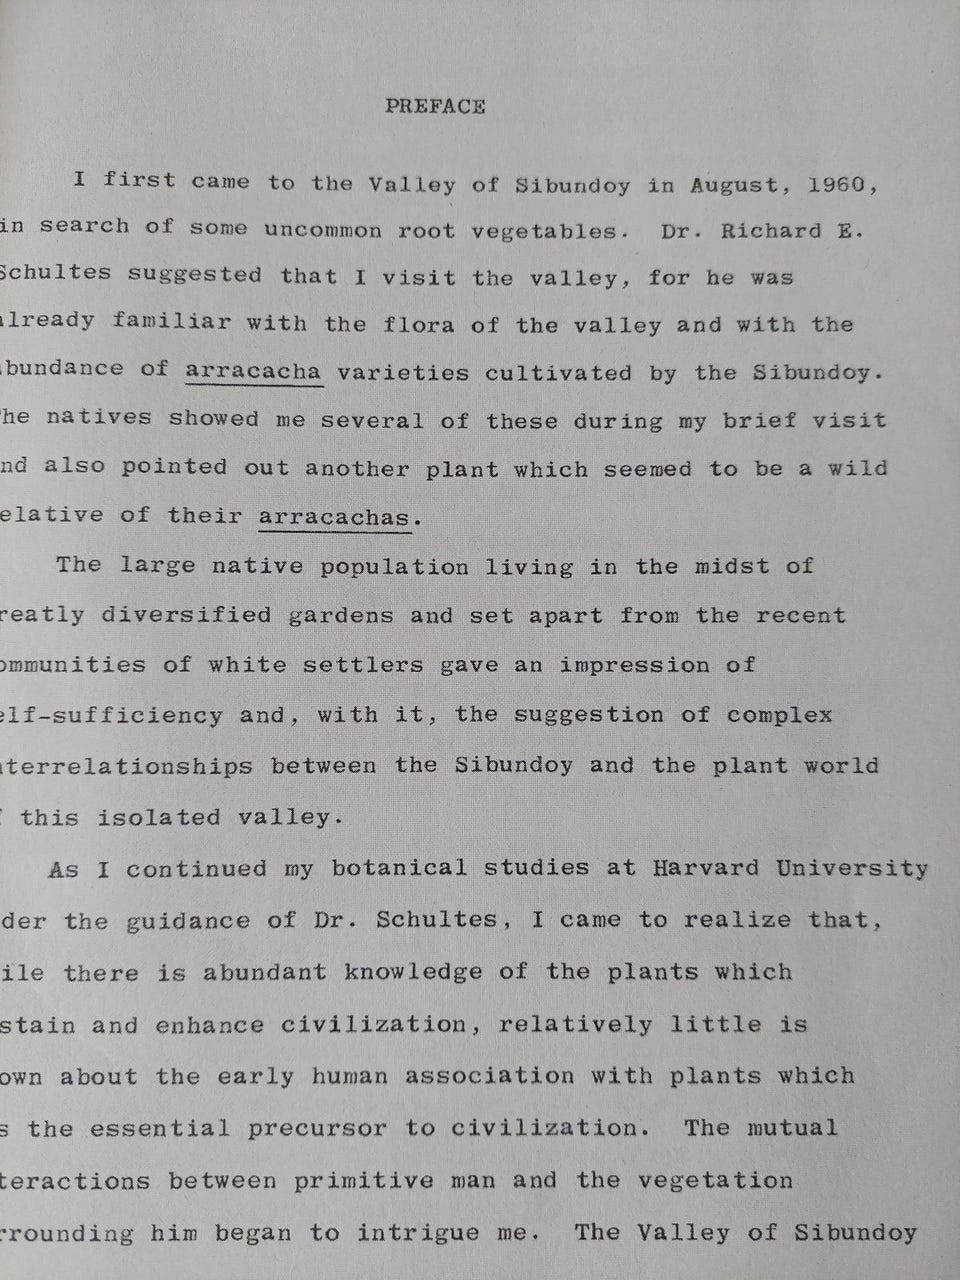 PREFACE
I first came to the Valley of Sibundoy in August, 1960,
in search of some uncommon root vegetables. Dr. Richard E.
Schultes suggested that I visit the valley, for he was
already familiar with the flora of the valley and with the
bundance of arracacha varieties cultivated by the Sibundoy.
he natives showed me several of these during my brief visit
nd also pointed out another plant which seemed to be a wild
elative of their arracachas.
The large native population living in the midst of
reatly diversified gardens and set apart from the recent
ommunities of white settlers gave an impression of
elf-sufficiency and, with it, the suggestion of complex
nterrelationships between the Sibundoy and the plant world
f this isolated valley.
As I continued my botanical studies at Harvard University
der the guidance of Dr. Schultes, I came to realize that,
ile there is abundant knowledge of the plants which
stain and enhance civilization, relatively little is
own about the early human association with plants which
s the essential precursor to civilization. The mutual
teractions between primitive man and the vegetation
rrounding him began to intrigue me. The Valley of Sibundoy